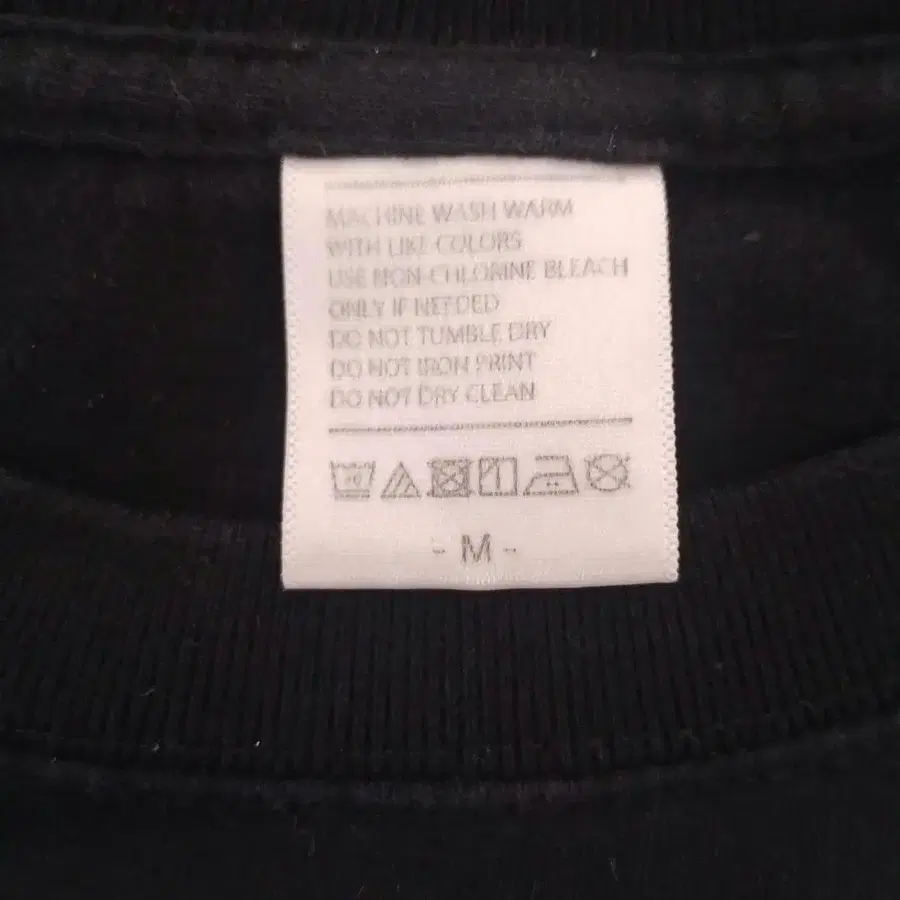 MACHINE WASH WARM
WITH LIKE COLORS
USE NON-CHLORINE BLEACH
ONLY IF NEEDED
DO NOT TUMBLE DRY
DO NOT IRON PRINT
DO NOT DRY CLEAN
- M -